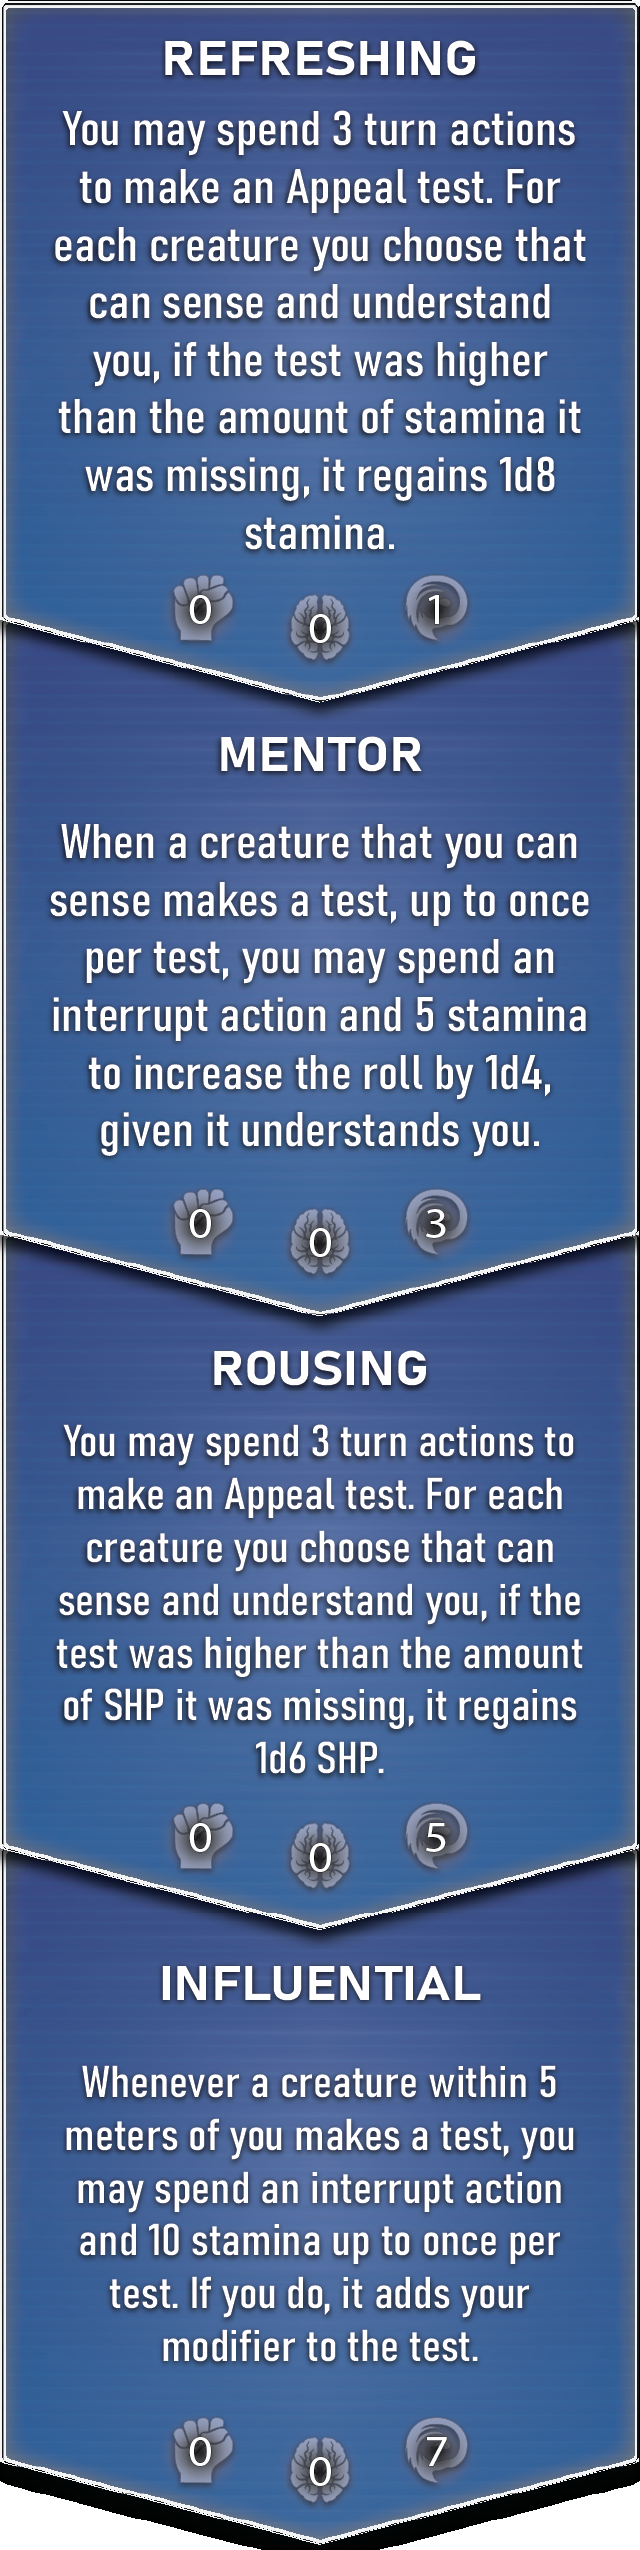 REFRESHING
You may spend 3 turn actions
to make an Appeal test. For
each creature you choose that
can sense and understand
you, if the test was higher
than the amount of stamina it
was missing, it regains 1d8
stamina.
0 0 1
MENTOR
When a creature that you can
sense makes a test, up to once
per test, you may spend an
interrupt action and 5 stamina
to increase the roll by 1d4,
given it understands you.
0 0 3
ROUSING
You may spend 3 turn actions to
make an Appeal test. For each
creature you choose that can
sense and understand you, if the
test was higher than the amount
of SHP it was missing, it regains
1d6 SHP.
0 0 5
INFLUENTIAL
Whenever a creature within 5
meters of you makes a test, you
may spend an interrupt action
and 10 stamina up to once per
test. If you do, it adds your
modifier to the test.
0 0 7